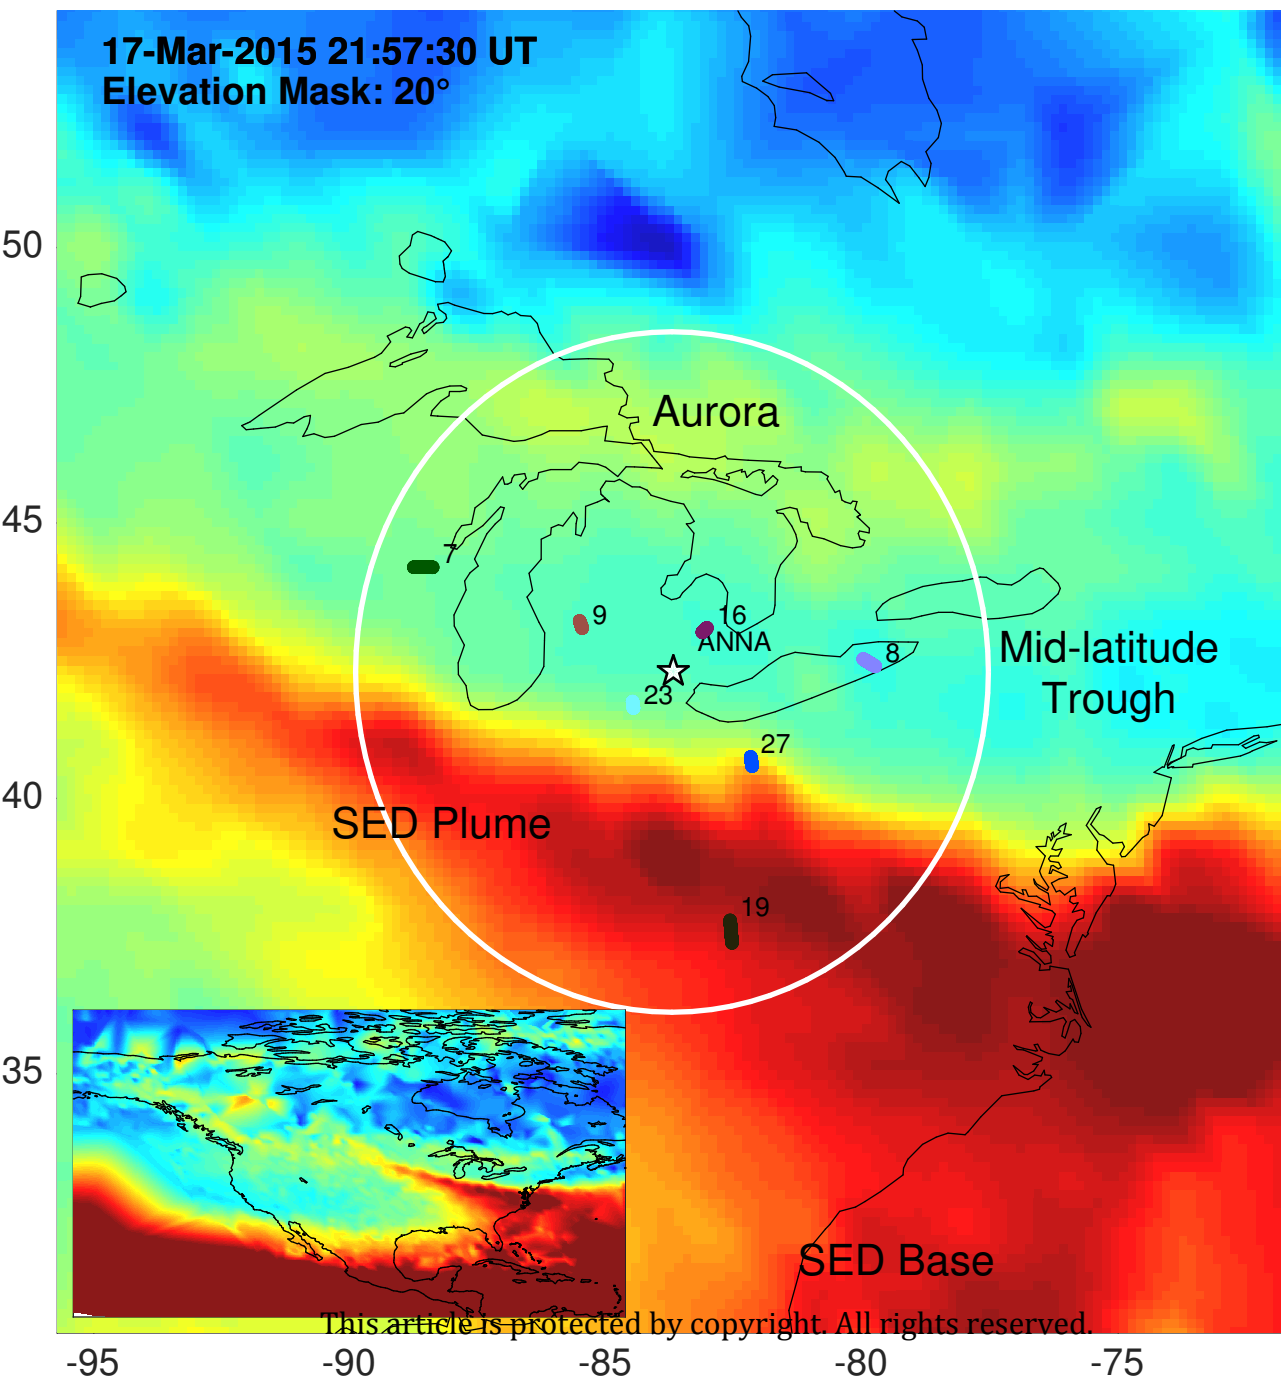 17-Mar-2015 21:57:30 UT
Elevation Mask: 20°
50
45
40
35
Aurora
7
9
16
ANNA
8
23
27
Mid-latitude
Trough
SED Plume
19
SED Base
This article is protected by copyright. All rights reserved.
-95
-90
-85
-80
-75